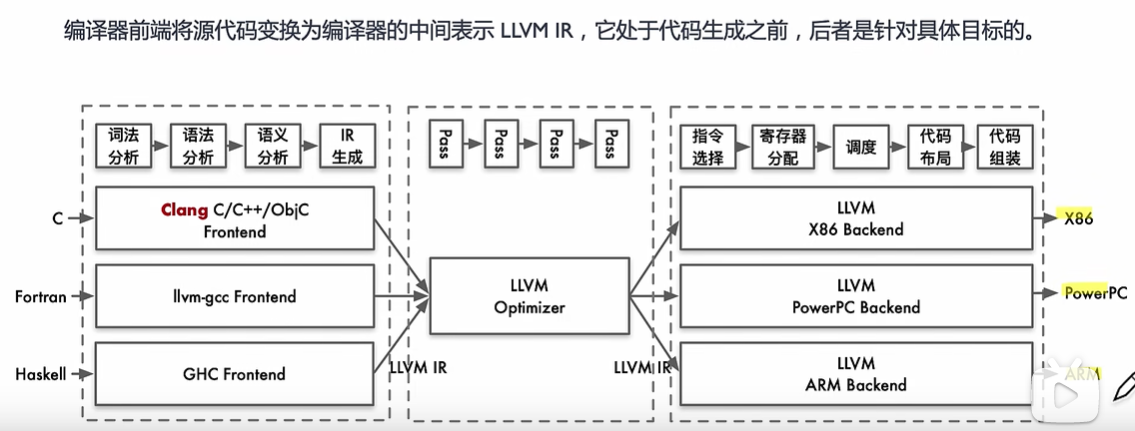 编译器前端将源代码变换为编译器的中间表示 LLVM IR，它处于代码生成之前，后者是针对具体目标的。
词法
分析
语法
分析
语义
分析
IR
生成
Pass
Pass
Pass
Pass
指令
选择
寄存器
分配
调度
代码
布局
代码
组装
C
Clang C/C++/ObjC
Frontend
LLVM
X86 Backend
X86
Fortran
llvm-gcc Frontend
LLVM
Optimizer
LLVM
PowerPC Backend
PowerPC
Haskell
GHC Frontend
LLVM IR
LLVM IR
LLVM
ARM Backend
ARM